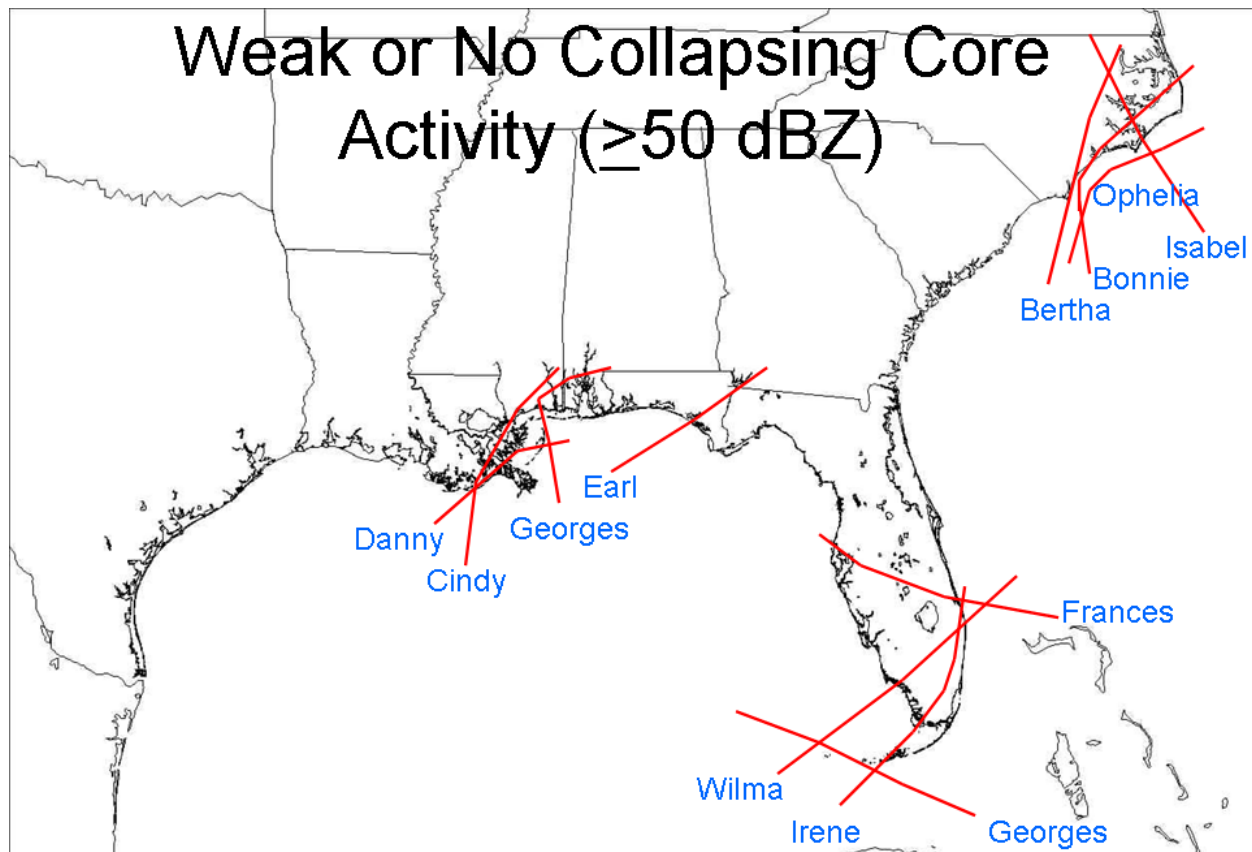 Weak or No Collapsing Core
Activity (≥50 dBZ)
Ophelia
Isabel
Bonnie
Bertha
Earl
Georges
Danny
Cindy
Frances
Wilma
Irene
Georges